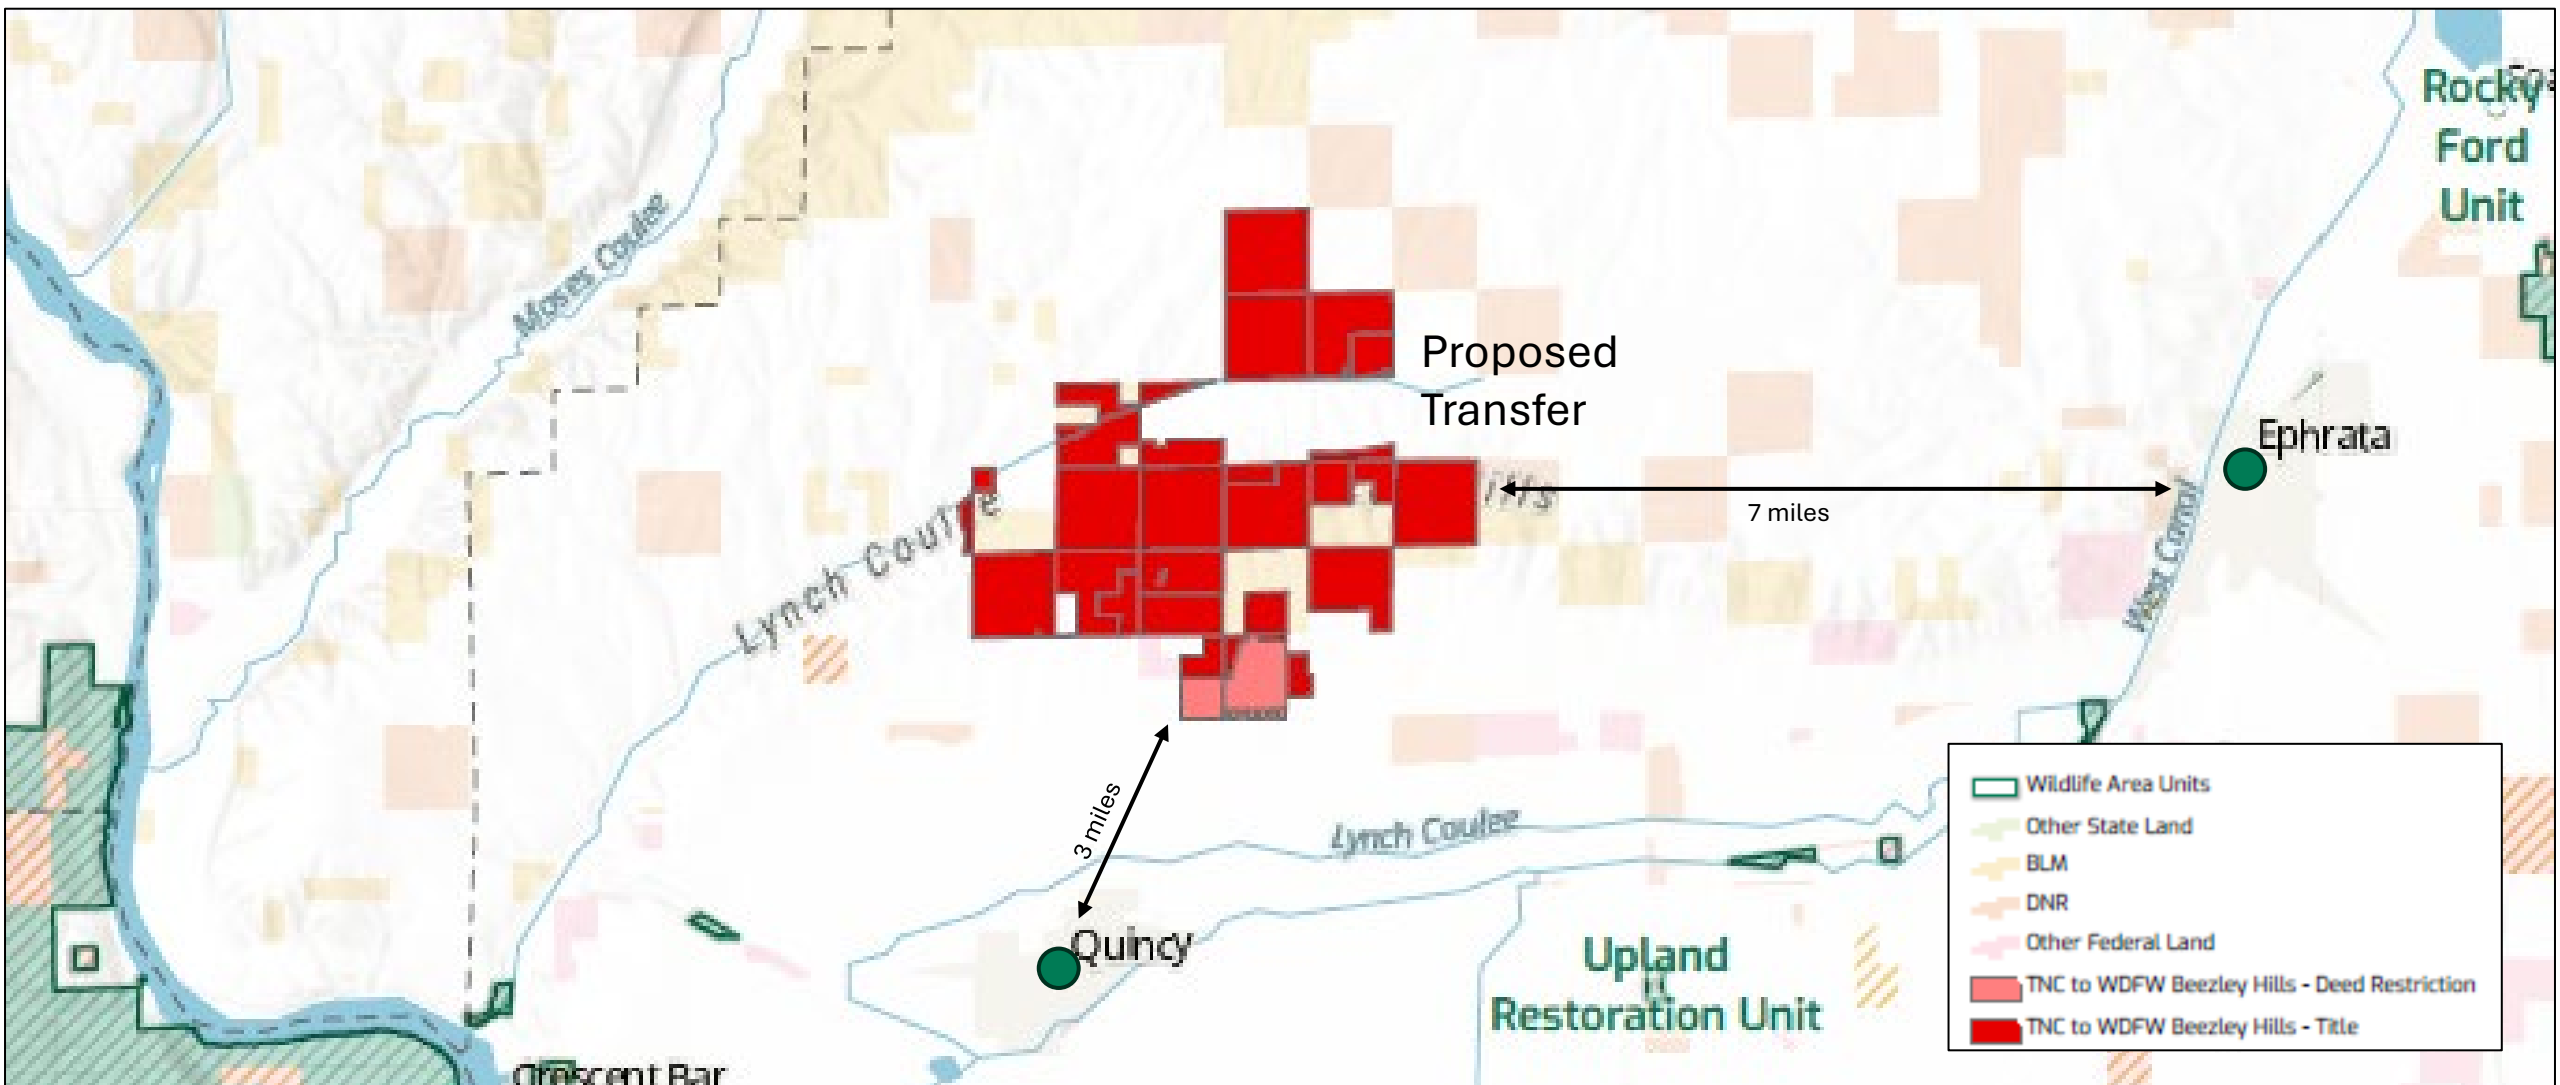 Rocky
Ford
Unit
Moses Coulee
Proposed
Transfer
Ephrata
7 miles
West Canal
Lynch Coulee
3 miles
Lynch Coulee
Quincy
Upland
Restoration Unit
Crescent Bar
Wildlife Area Units
Other State Land
BLM
DNR
Other Federal Land
TNC to WDFW Beezley Hills - Deed Restriction
TNC to WDFW Beezley Hills - Title